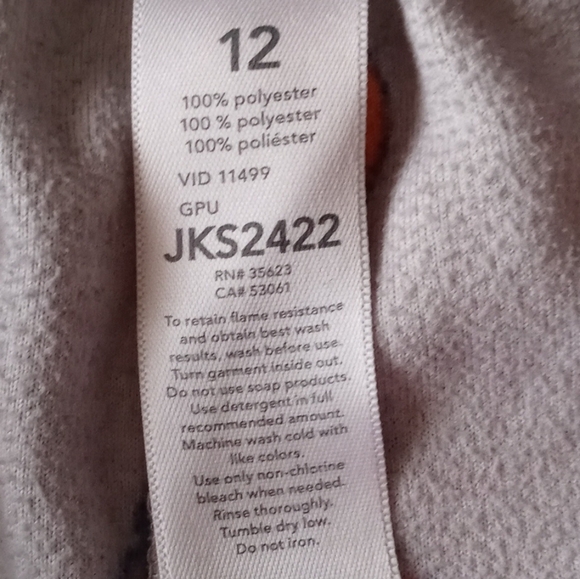 12
100% polyester
100 % polyester
100% poliéster
VID 11499
GPU
JKS2422
RN# 35623
CA# 53061
To retain flame resistance
and obtain best wash
results, wash before use.
Turn garment inside out.
Do not use soap products.
Use detergent in full
recommended amount.
Machine wash cold with
like colors.
Use only non-chlorine
bleach when needed.
Rinse thoroughly.
Tumble dry low.
Do not iron.